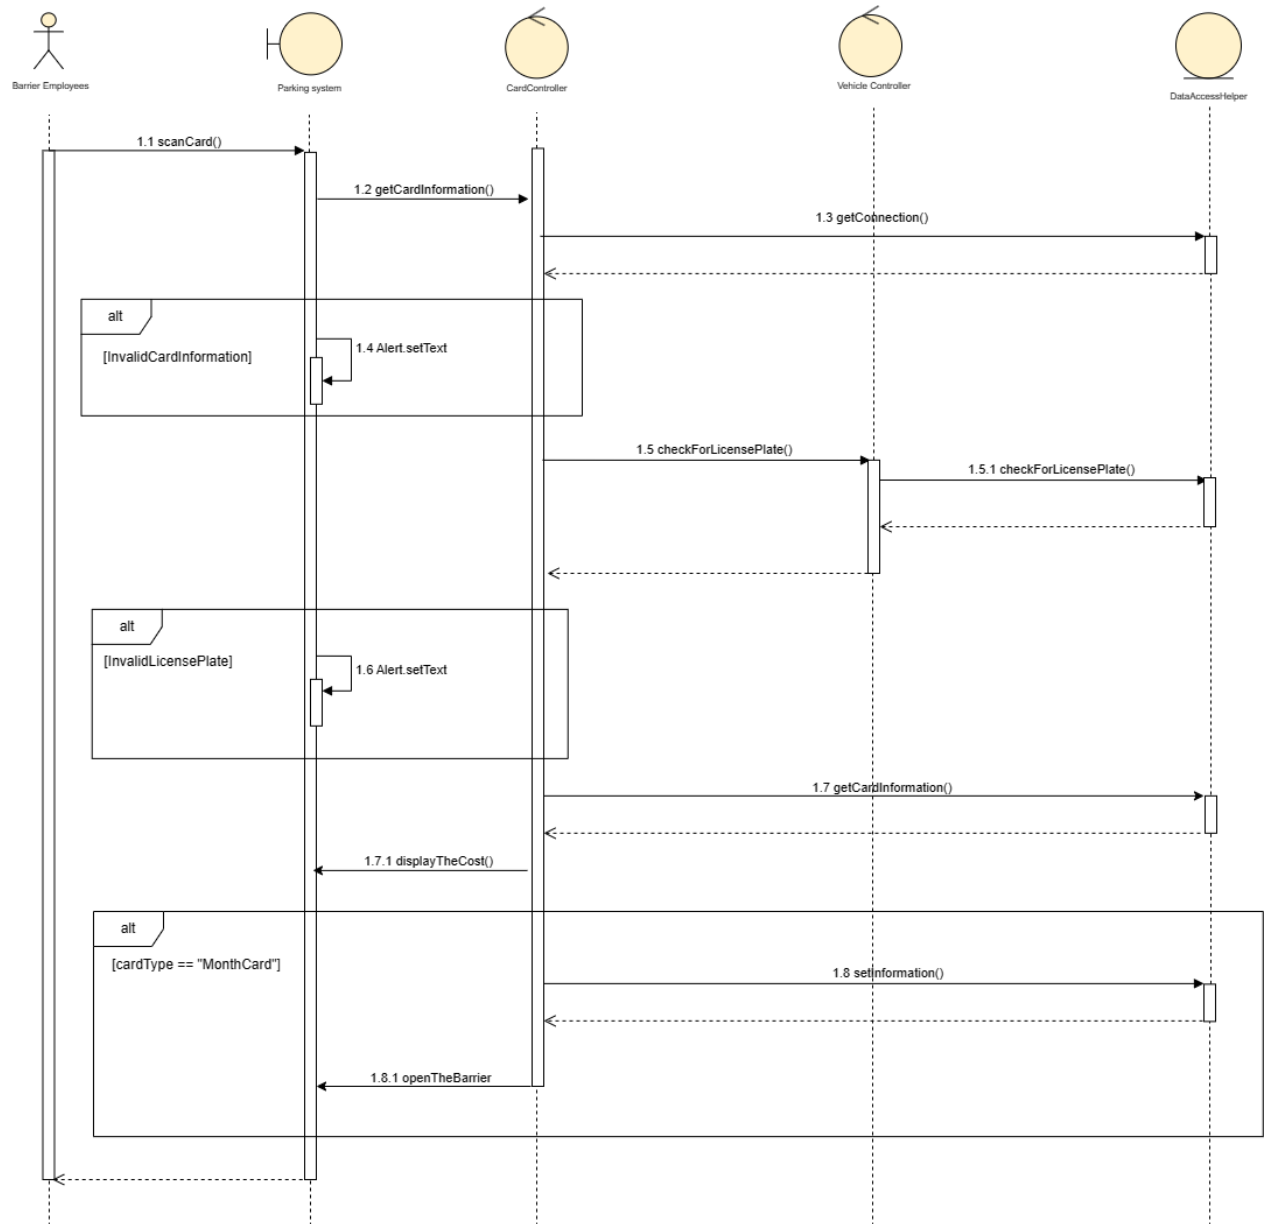 Barrier Employees
Parking system
CardController
Vehicle Controller
DataAccessHelper
1.1 scanCard()
1.2 getCardInformation()
1.3 getConnection()
alt
[InvalidCardInformation]
1.4 Alert.setText
1.5 checkForLicensePlate()
1.5.1 checkForLicensePlate()
alt
[InvalidLicensePlate]
1.6 Alert.setText
1.7 getCardInformation()
1.7.1 displayTheCost()
alt
[cardType == "MonthCard"]
1.8 setInformation()
1.8.1 openTheBarrier